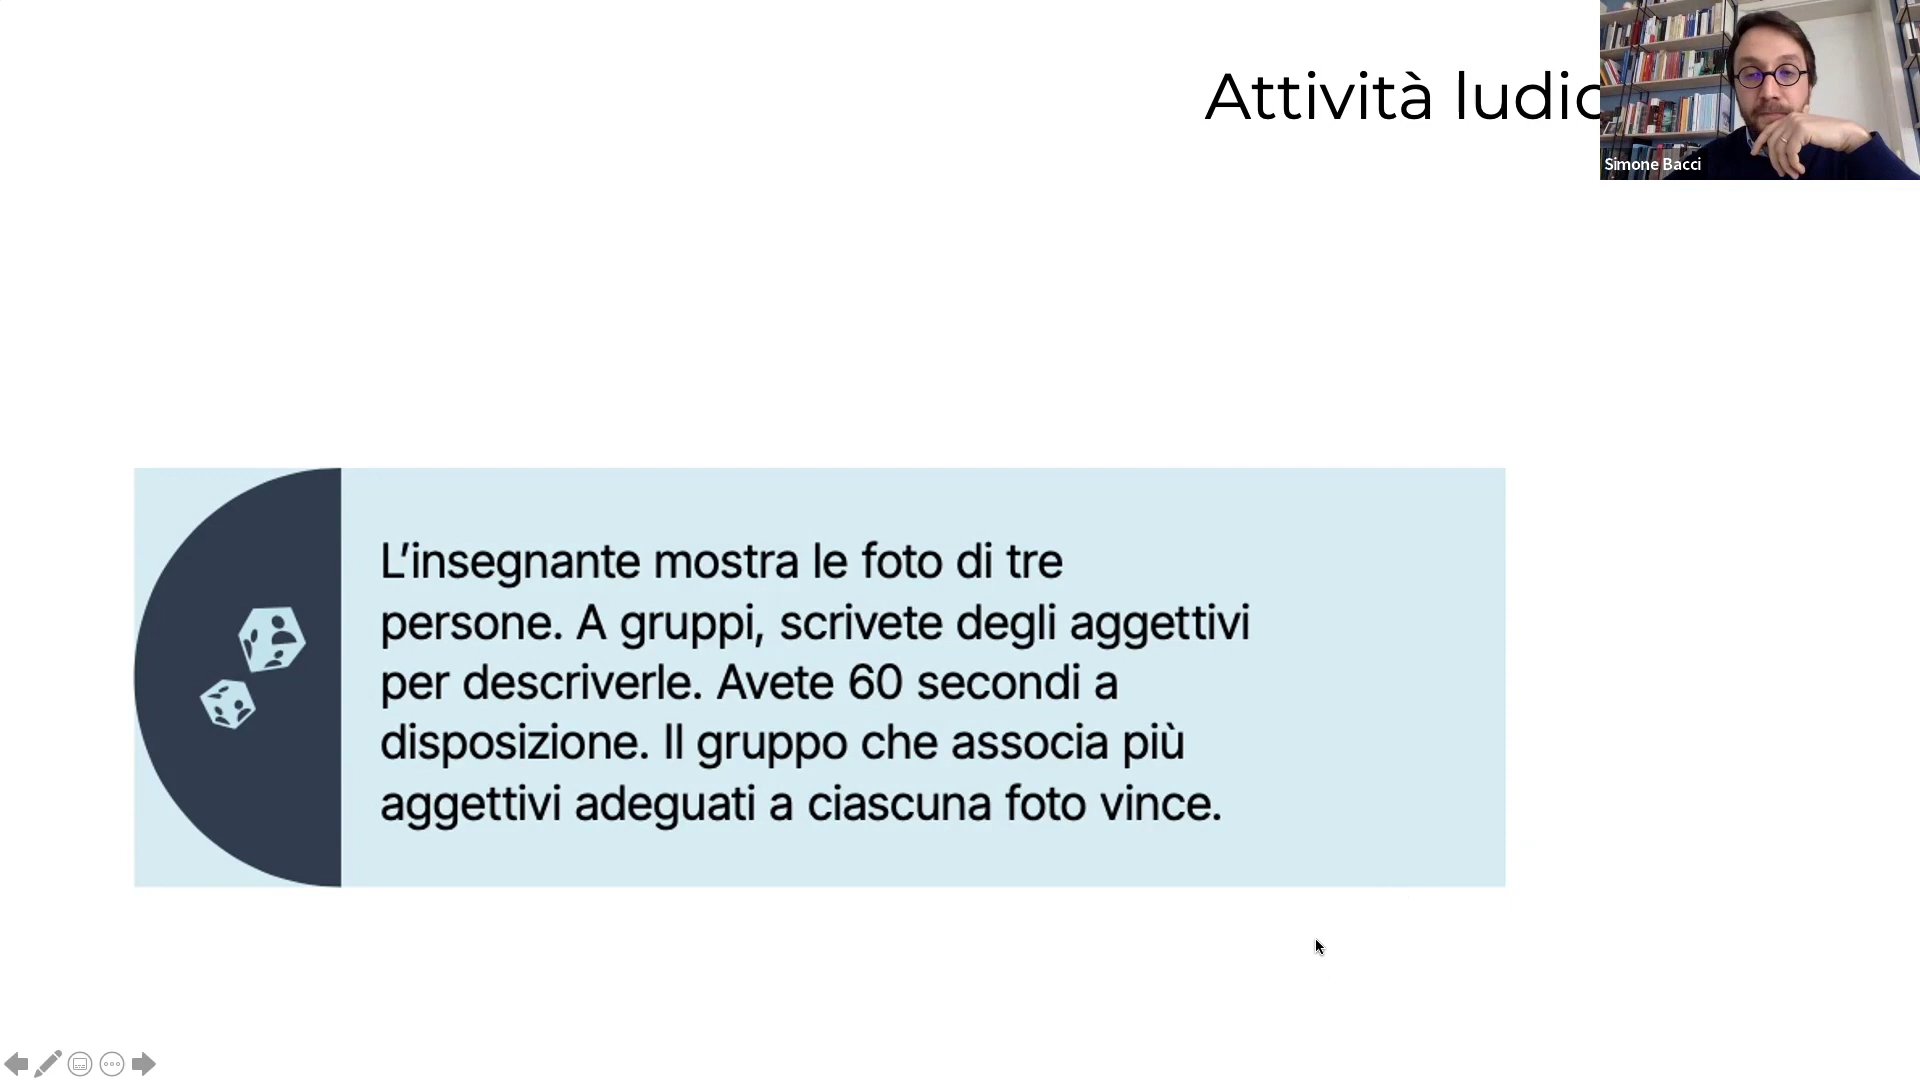 Attività ludic
Simone Bacci
L’insegnante mostra le foto di tre
persone. A gruppi, scrivete degli aggettivi
per descriverle. Avete 60 secondi a
disposizione. Il gruppo che associa più
aggettivi adeguati a ciascuna foto vince.